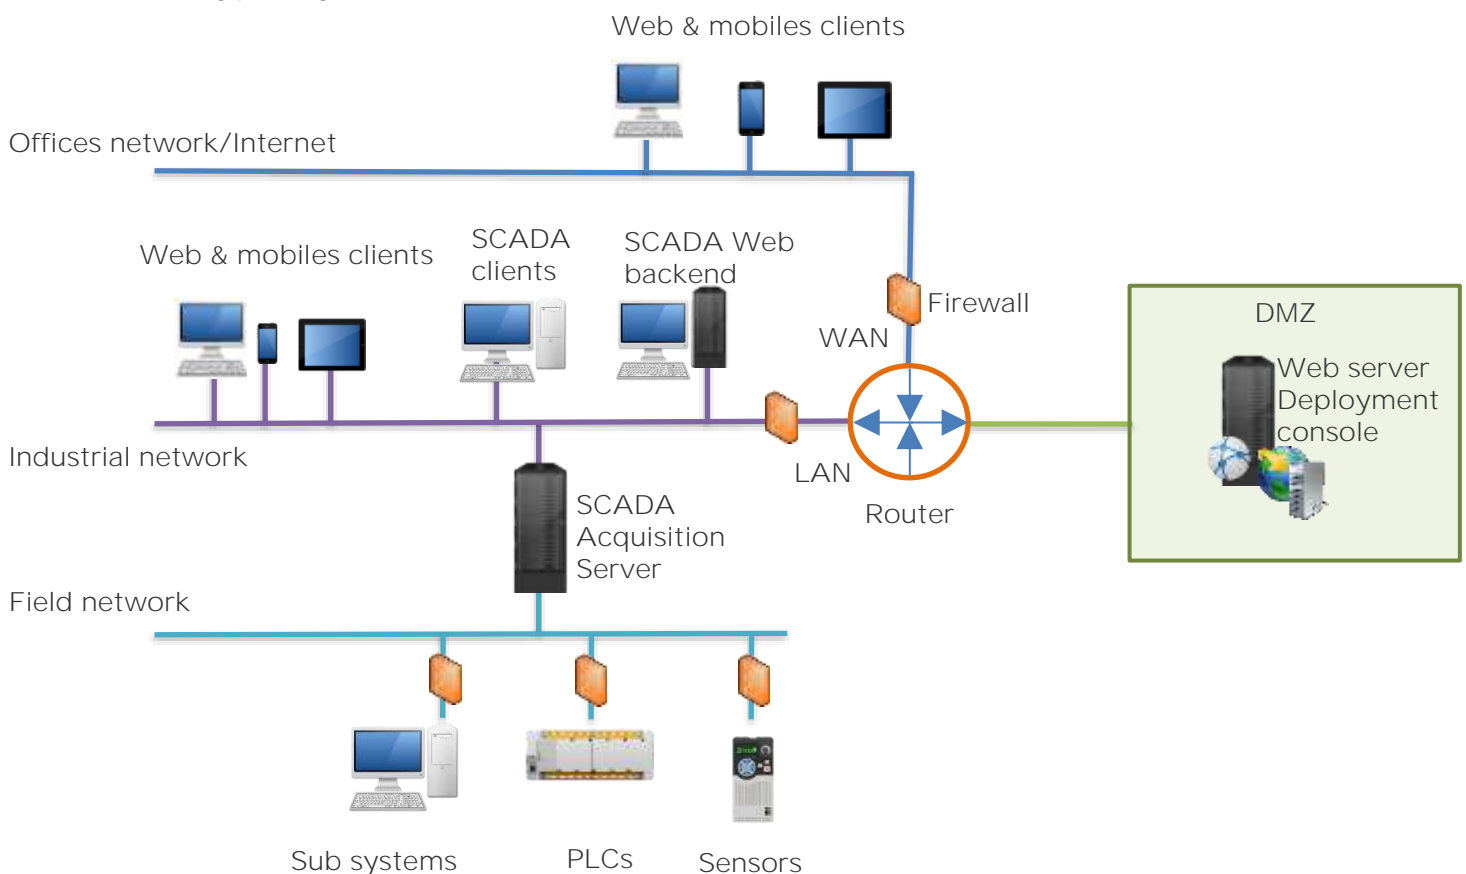 Web & mobiles clients
Offices network/Internet
Web & mobiles clients
SCADA
clients
SCADA Web
backend
Firewall
WAN
DMZ
Web server
Deployment
console
Industrial network
LAN
Router
SCADA
Acquisition
Server
Field network
Sub systems
PLCs
Sensors